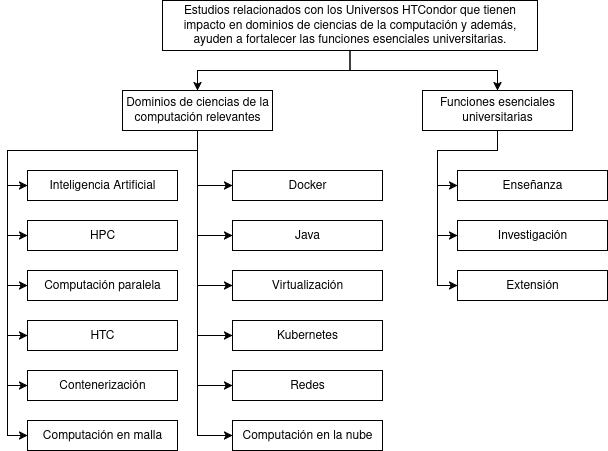 Estudios relacionados con los Universos HTCondor que tienen
impacto en dominios de ciencias de la computación y además,
ayuden a fortalecer las funciones esenciales universitarias.
Dominios de ciencias de la
computación relevantes
Funciones esenciales
universitarias
Inteligencia Artificial
HPC
Computación paralela
HTC
Contenerización
Computación en malla
Docker
Java
Virtualización
Kubernetes
Redes
Computación en la nube
Enseñanza
Investigación
Extensión